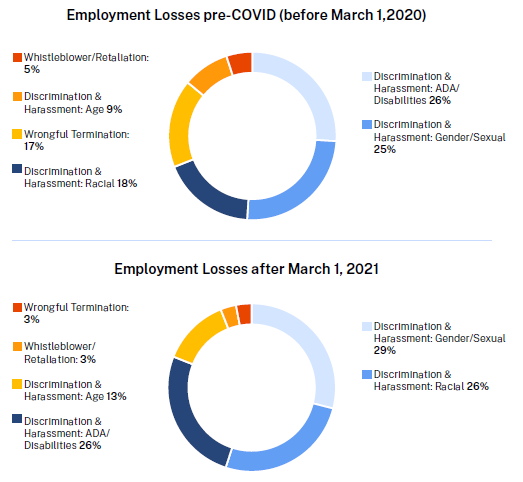 Employment Losses pre-COVID (before March 1,2020)
Whistleblower/Retaliation:
5%
Discrimination &
Harassment: Age 9%
Wrongful Termination:
17%
Discrimination &
Harassment: Racial 18%
Discrimination &
Harassment: ADA/
Disabilities 26%
Discrimination &
Harassment: Gender/Sexual
25%
Employment Losses after March 1, 2021
Wrongful Termination:
3%
Whistleblower/
Retaliation: 3%
Discrimination &
Harassment: Age 13%
Discrimination &
Harassment: ADA/
Disabilities 26%
Discrimination &
Harassment: Gender/Sexual
29%
Discrimination &
Harassment: Racial 26%